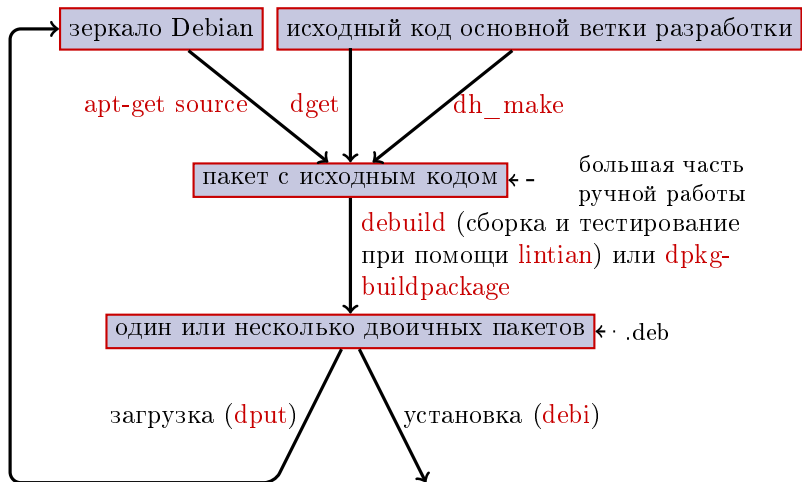 зеркало Debian
исходный код основной ветки разработки
apt-get source
dget
dh_make
пакет с исходным кодом
большая часть
ручной работы
debuild (сборка и тестирование
при помощи lintian) или dpkg-
buildpackage
один или несколько двоичных пакетов
.deb
загрузка (dput)
установка (debi)